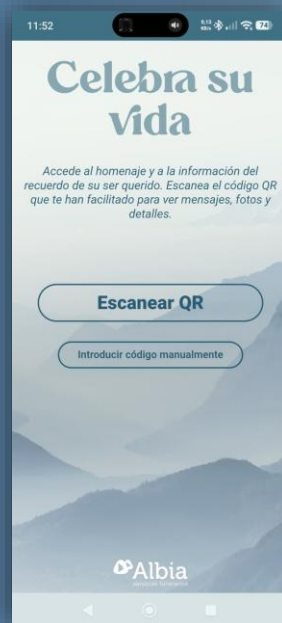 11:52
74
Celebra su
vida
Accede al homenaje y a la información del
recuerdo de su ser querido. Escanea el código QR
que te han facilitado para ver mensajes, fotos y
detalles.
Escanear QR
Introducir código manualmente
Albia